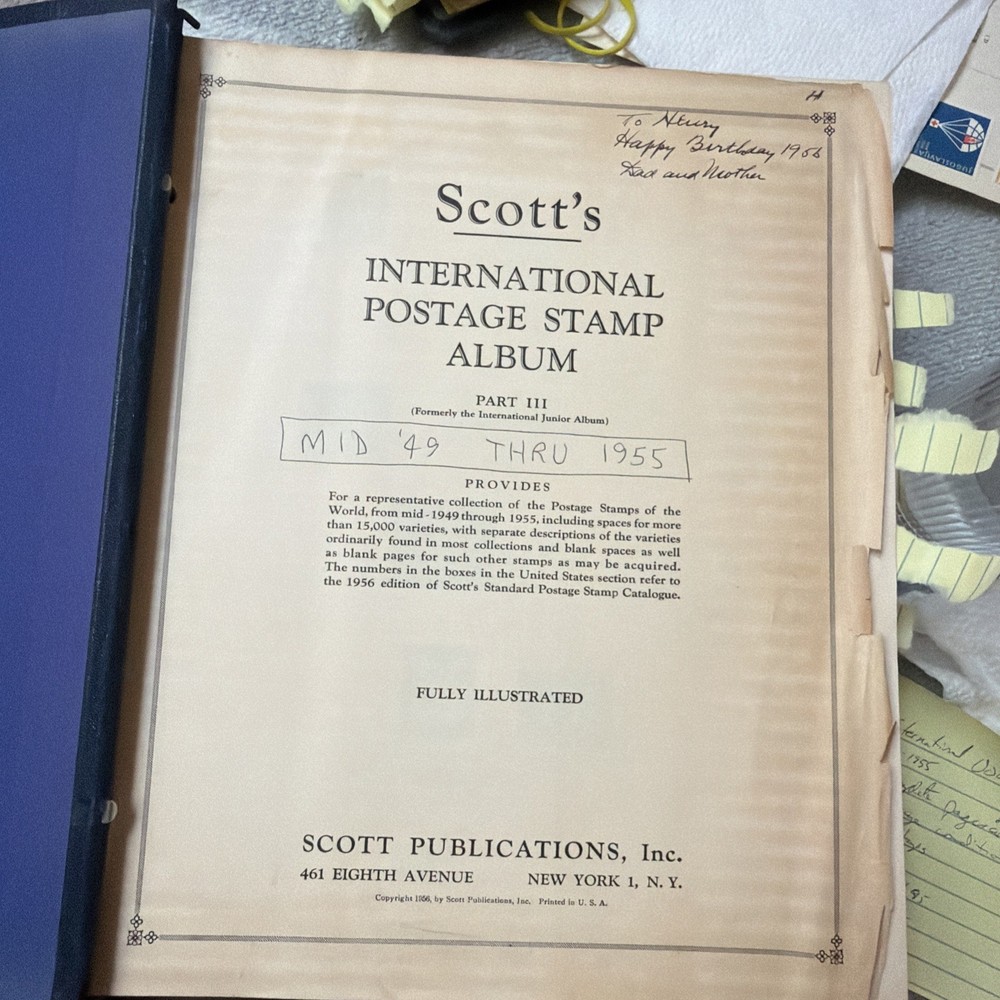 H
To Henry
Happy Birthday 1956
Dad and Mother
Scott's
INTERNATIONAL
POSTAGE STAMP
ALBUM
PART III
(Formerly the International Junior Album)
MID '49 THRU 1955
PROVIDES
For a representative collection of the Postage Stamps of the
World, from mid-1949 through 1955, including spaces for more
than 15,000 varieties, with separate descriptions of the varieties
ordinarily found in most collections and blank spaces as well
as blank pages for such other stamps as may be acquired.
The numbers in the boxes in the United States section refer to
the 1956 edition of Scott's Standard Postage Stamp Catalogue.
FULLY ILLUSTRATED
SCOTT PUBLICATIONS, Inc.
461 EIGHTH AVENUE NEW YORK 1, N. Y.
Copyright 1956, by Scott Publications, Inc. Printed in U. S. A.
JUGOSLAVIJA
1955